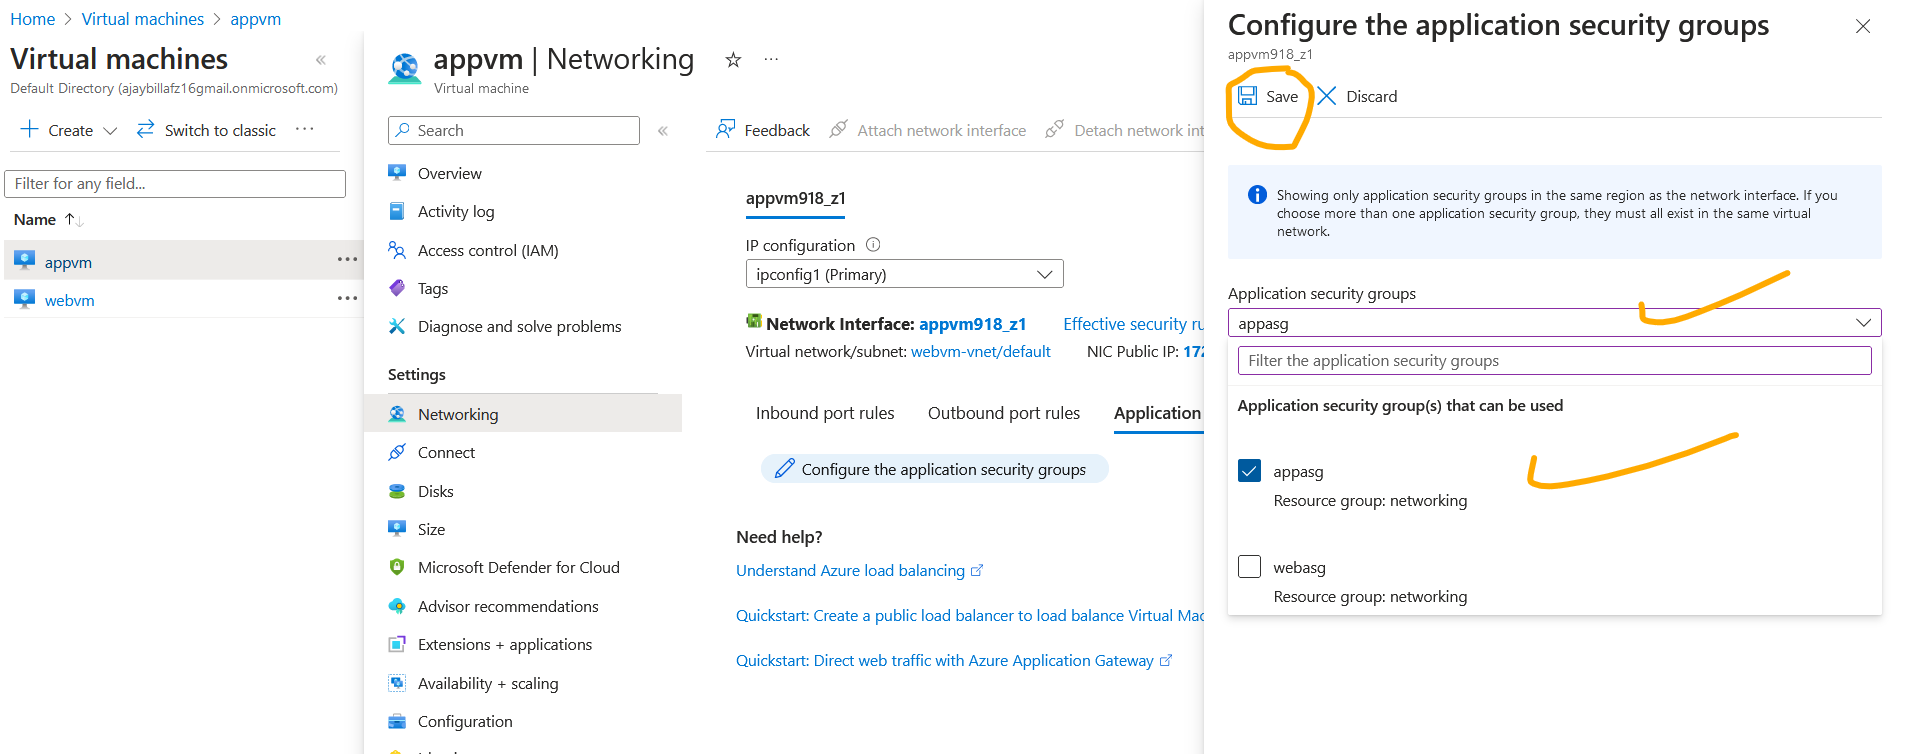 Home > Virtual machines > appvm
Virtual machines
Default Directory (ajaybillafz16gmail.onmicrosoft.com)
Create
Switch to classic
Filter for any field...
Name
appvm
webvm
appvm | Networking
Virtual machine
Search
Overview
Activity log
Access control (IAM)
Tags
Diagnose and solve problems
Settings
Networking
Connect
Disks
Size
Microsoft Defender for Cloud
Advisor recommendations
Extensions + applications
Availability + scaling
Configuration
Feedback
Attach network interface
Detach network int
appvm918_z1
IP configuration
ipconfig1 (Primary)
Network Interface: appvm918_z1
Effective security ru
Virtual network/subnet: webvm-vnet/default
NIC Public IP: 172
Inbound port rules
Outbound port rules
Application
Configure the application security groups
Need help?
Understand Azure load balancing
Quickstart: Create a public load balancer to load balance Virtual Mac
Quickstart: Direct web traffic with Azure Application Gateway
Configure the application security groups
appvm918_z1
Save
Discard
Showing only application security groups in the same region as the network interface. If you
choose more than one application security group, they must all exist in the same virtual
network.
Application security groups
appasg
Filter the application security groups
Application security group(s) that can be used
appasg
Resource group: networking
webasg
Resource group: networking